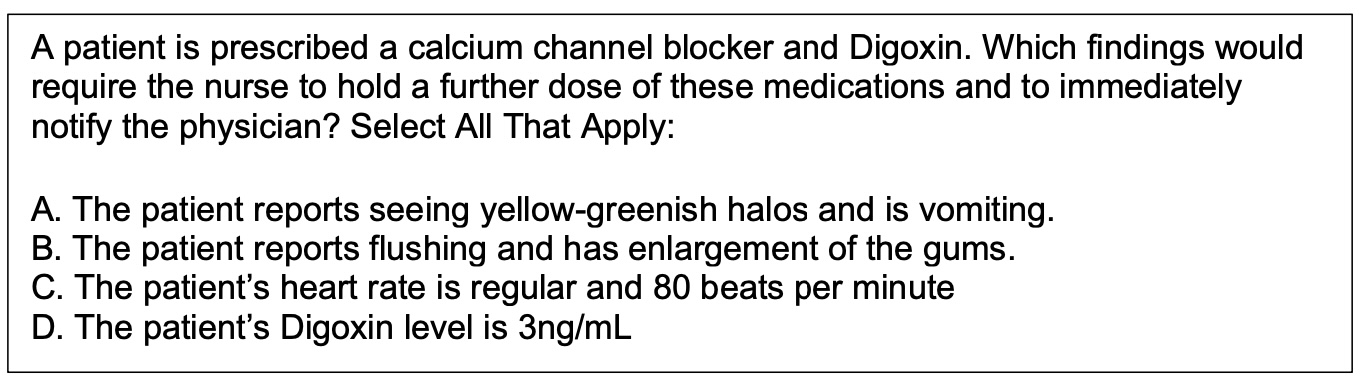 A patient is prescribed a calcium channel blocker and Digoxin. Which findings would
require the nurse to hold a further dose of these medications and to immediately
notify the physician? Select All That Apply:
A. The patient reports seeing yellow-greenish halos and is vomiting.
B. The patient reports flushing and has enlargement of the gums.
C. The patient’s heart rate is regular and 80 beats per minute
D. The patient’s Digoxin level is 3ng/mL